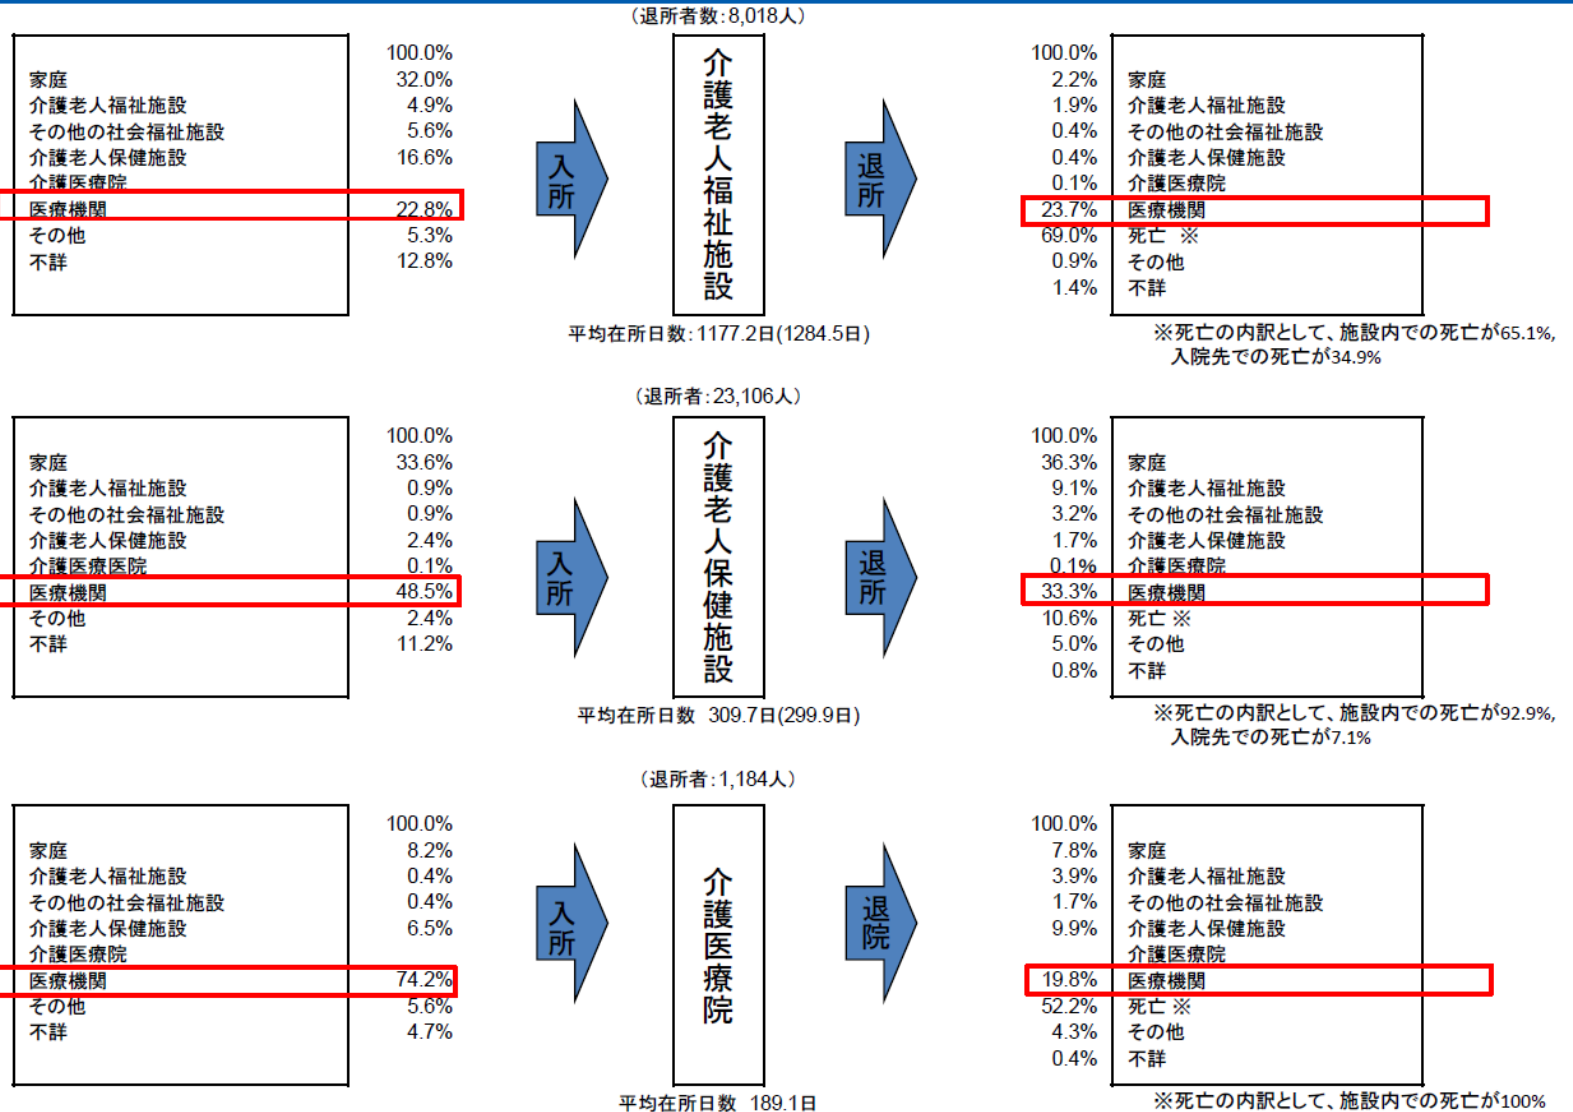 （退所者数：8,018人）
100.0%
家庭 32.0%
介護老人福祉施設 4.9%
その他の社会福祉施設 5.6%
介護老人保健施設 16.6%
介護医療院
医療機関 22.8%
その他 5.3%
不詳 12.8%
入所
介護老人福祉施設
退所
100.0%
2.2% 家庭
1.9% 介護老人福祉施設
0.4% その他の社会福祉施設
0.4% 介護老人保健施設
0.1% 介護医療院
23.7% 医療機関
69.0% 死亡 ※
0.9% その他
1.4% 不詳
平均在所日数：1177.2日(1284.5日)
※死亡の内訳として、施設内での死亡が65.1%,
入院先での死亡が34.9%
（退所者：23,106人）
100.0%
家庭 33.6%
介護老人福祉施設 0.9%
その他の社会福祉施設 0.9%
介護老人保健施設 2.4%
介護医療医院 0.1%
医療機関 48.5%
その他 2.4%
不詳 11.2%
入所
介護老人保健施設
退所
100.0%
36.3% 家庭
9.1% 介護老人福祉施設
3.2% その他の社会福祉施設
1.7% 介護老人保健施設
0.1% 介護医療院
33.3% 医療機関
10.6% 死亡 ※
5.0% その他
0.8% 不詳
平均在所日数 309.7日(299.9日)
※死亡の内訳として、施設内での死亡が92.9%,
入院先での死亡が7.1%
（退所者：1,184人）
100.0%
家庭 8.2%
介護老人福祉施設 0.4%
その他の社会福祉施設 0.4%
介護老人保健施設 6.5%
介護医療院
医療機関 74.2%
その他 5.6%
不詳 4.7%
入所
介護医療院
退院
100.0%
7.8% 家庭
3.9% 介護老人福祉施設
1.7% その他の社会福祉施設
9.9% 介護老人保健施設
介護医療院
19.8% 医療機関
52.2% 死亡 ※
4.3% その他
0.4% 不詳
平均在所日数 189.1日
※死亡の内訳として、施設内での死亡が100%